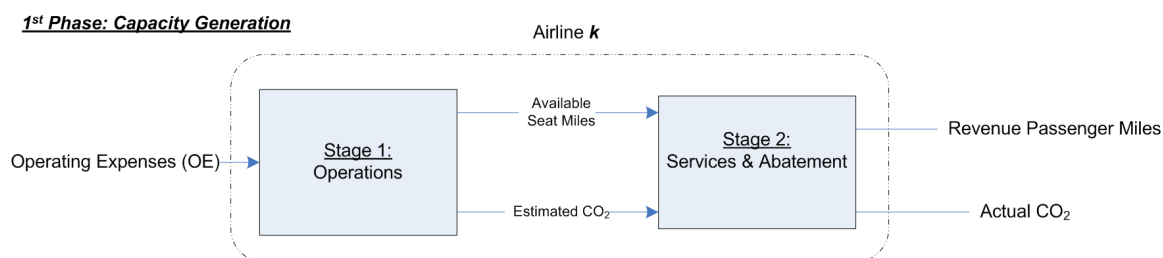 1st Phase: Capacity Generation
Airline k
Operating Expenses (OE)
Stage 1:
Operations
Available
Seat Miles
Estimated CO₂
Stage 2:
Services & Abatement
Revenue Passenger Miles
Actual CO₂